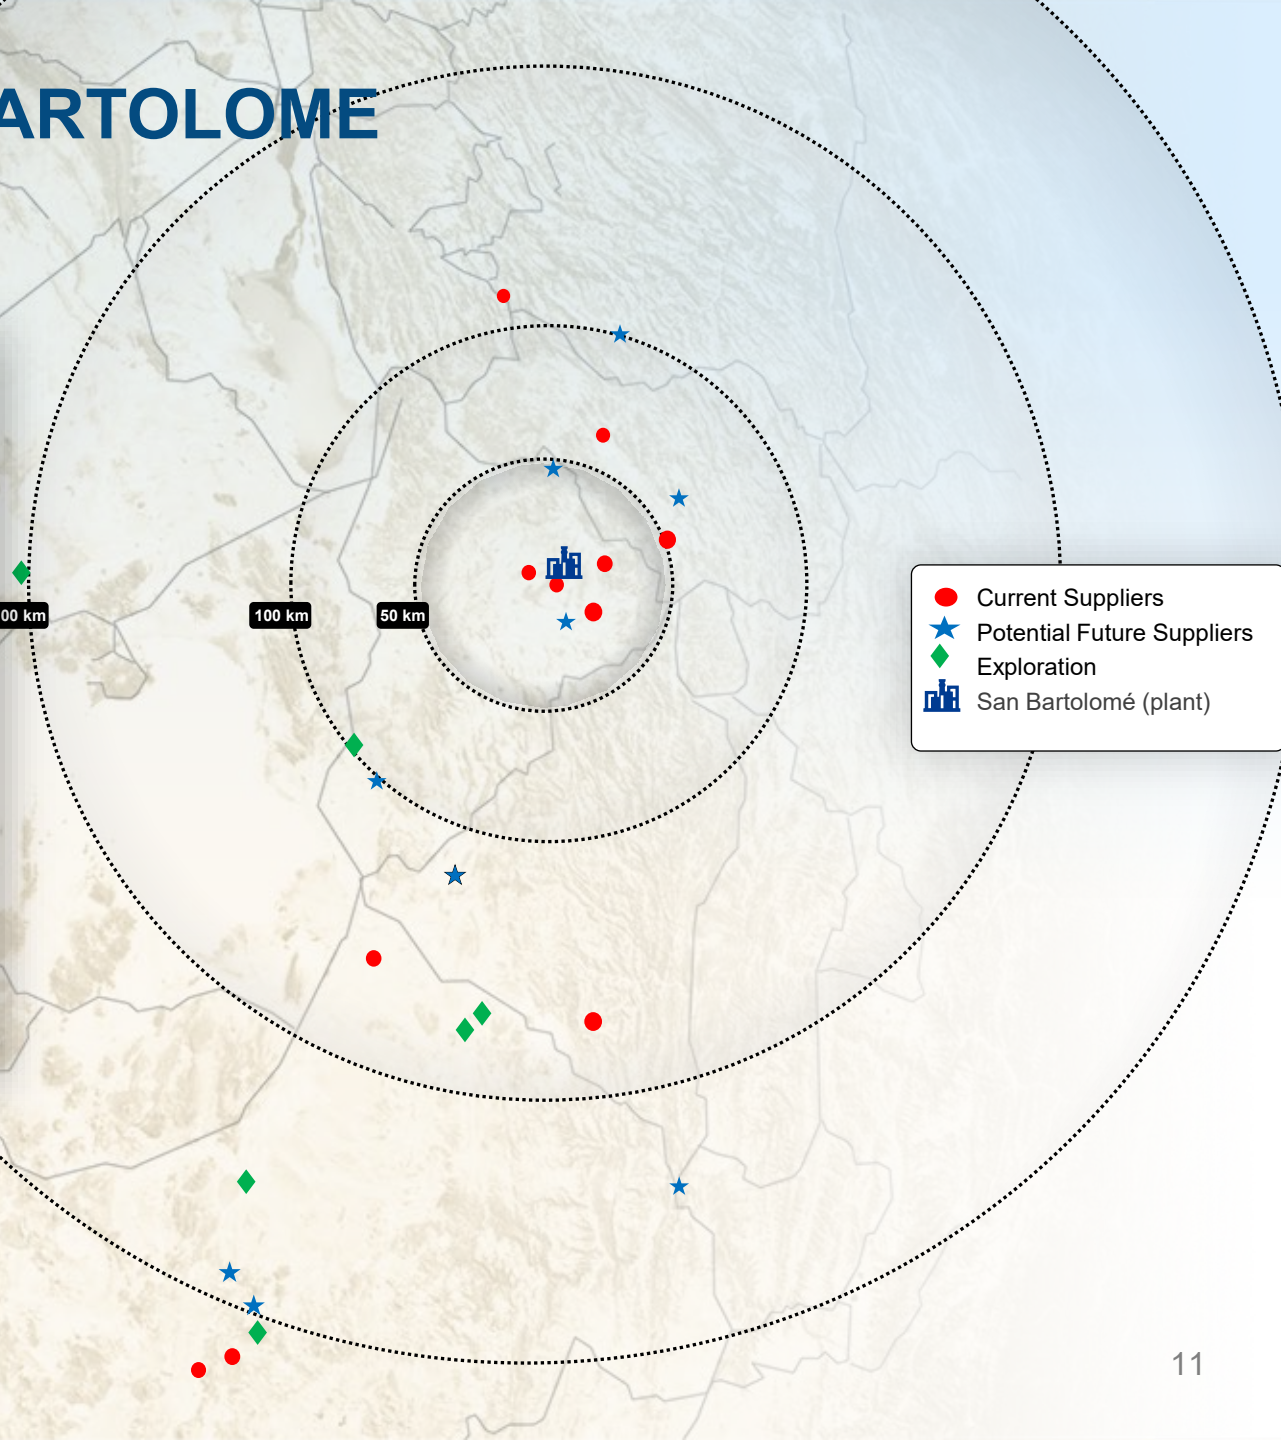 ARTOLOME
00 km
100 km
50 km
Current Suppliers
Potential Future Suppliers
Exploration
San Bartolomé (plant)
11